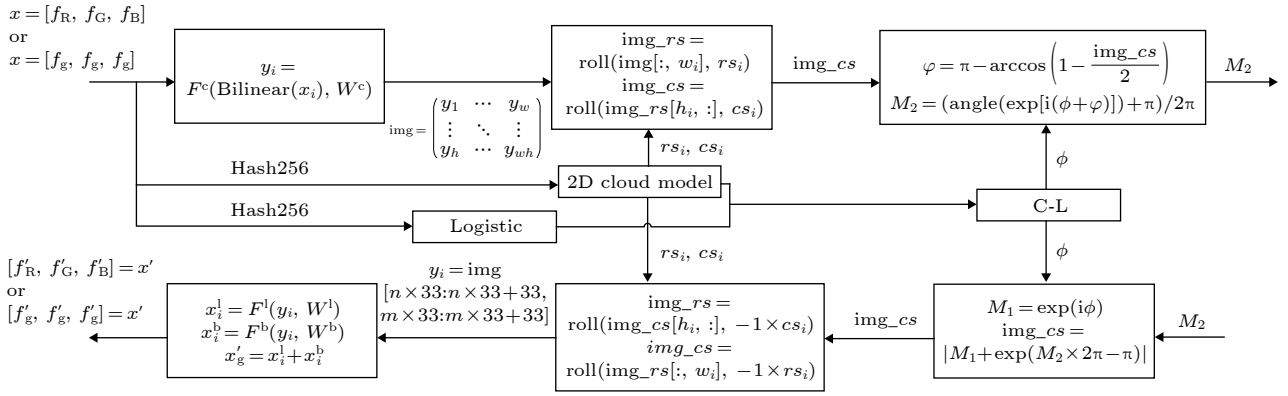 x = [f_R, f_G, f_B]
or
x = [f_g, f_g, f_g]
y_i =
F^c(Bilinear(x_i), W^c)
img = (y_1 ⋯ y_w
⋮ ⋱ ⋮
y_h ⋯ y_wh)
img_rs =
roll(img[:, w_i], rs_i)
img_cs =
roll(img_rs[h_i, :], cs_i)
img_cs
φ = π − arccos(1 − img_cs/2)
M_2 = (angle(exp[i(ϕ+φ)]) + π)/2π
M_2
rs_i, cs_i
ϕ
Hash256
2D cloud model
Hash256
Logistic
C-L
rs_i, cs_i
ϕ
[f′_R, f′_G, f′_B] = x′
or
[f′_g, f′_g, f′_g] = x′
x_i^l = F^l(y_i, W^l)
x_i^b = F^b(y_i, W^b)
x′_g = x_i^l + x_i^b
y_i = img
[n×33:n×33+33,
m×33:m×33+33]
img_rs =
roll(img_cs[h_i, :], −1×cs_i)
img_cs =
roll(img_rs[:, w_i], −1×rs_i)
img_cs
M_1 = exp(iϕ)
img_cs =
|M_1+exp(M_2×2π−π)|
M_2